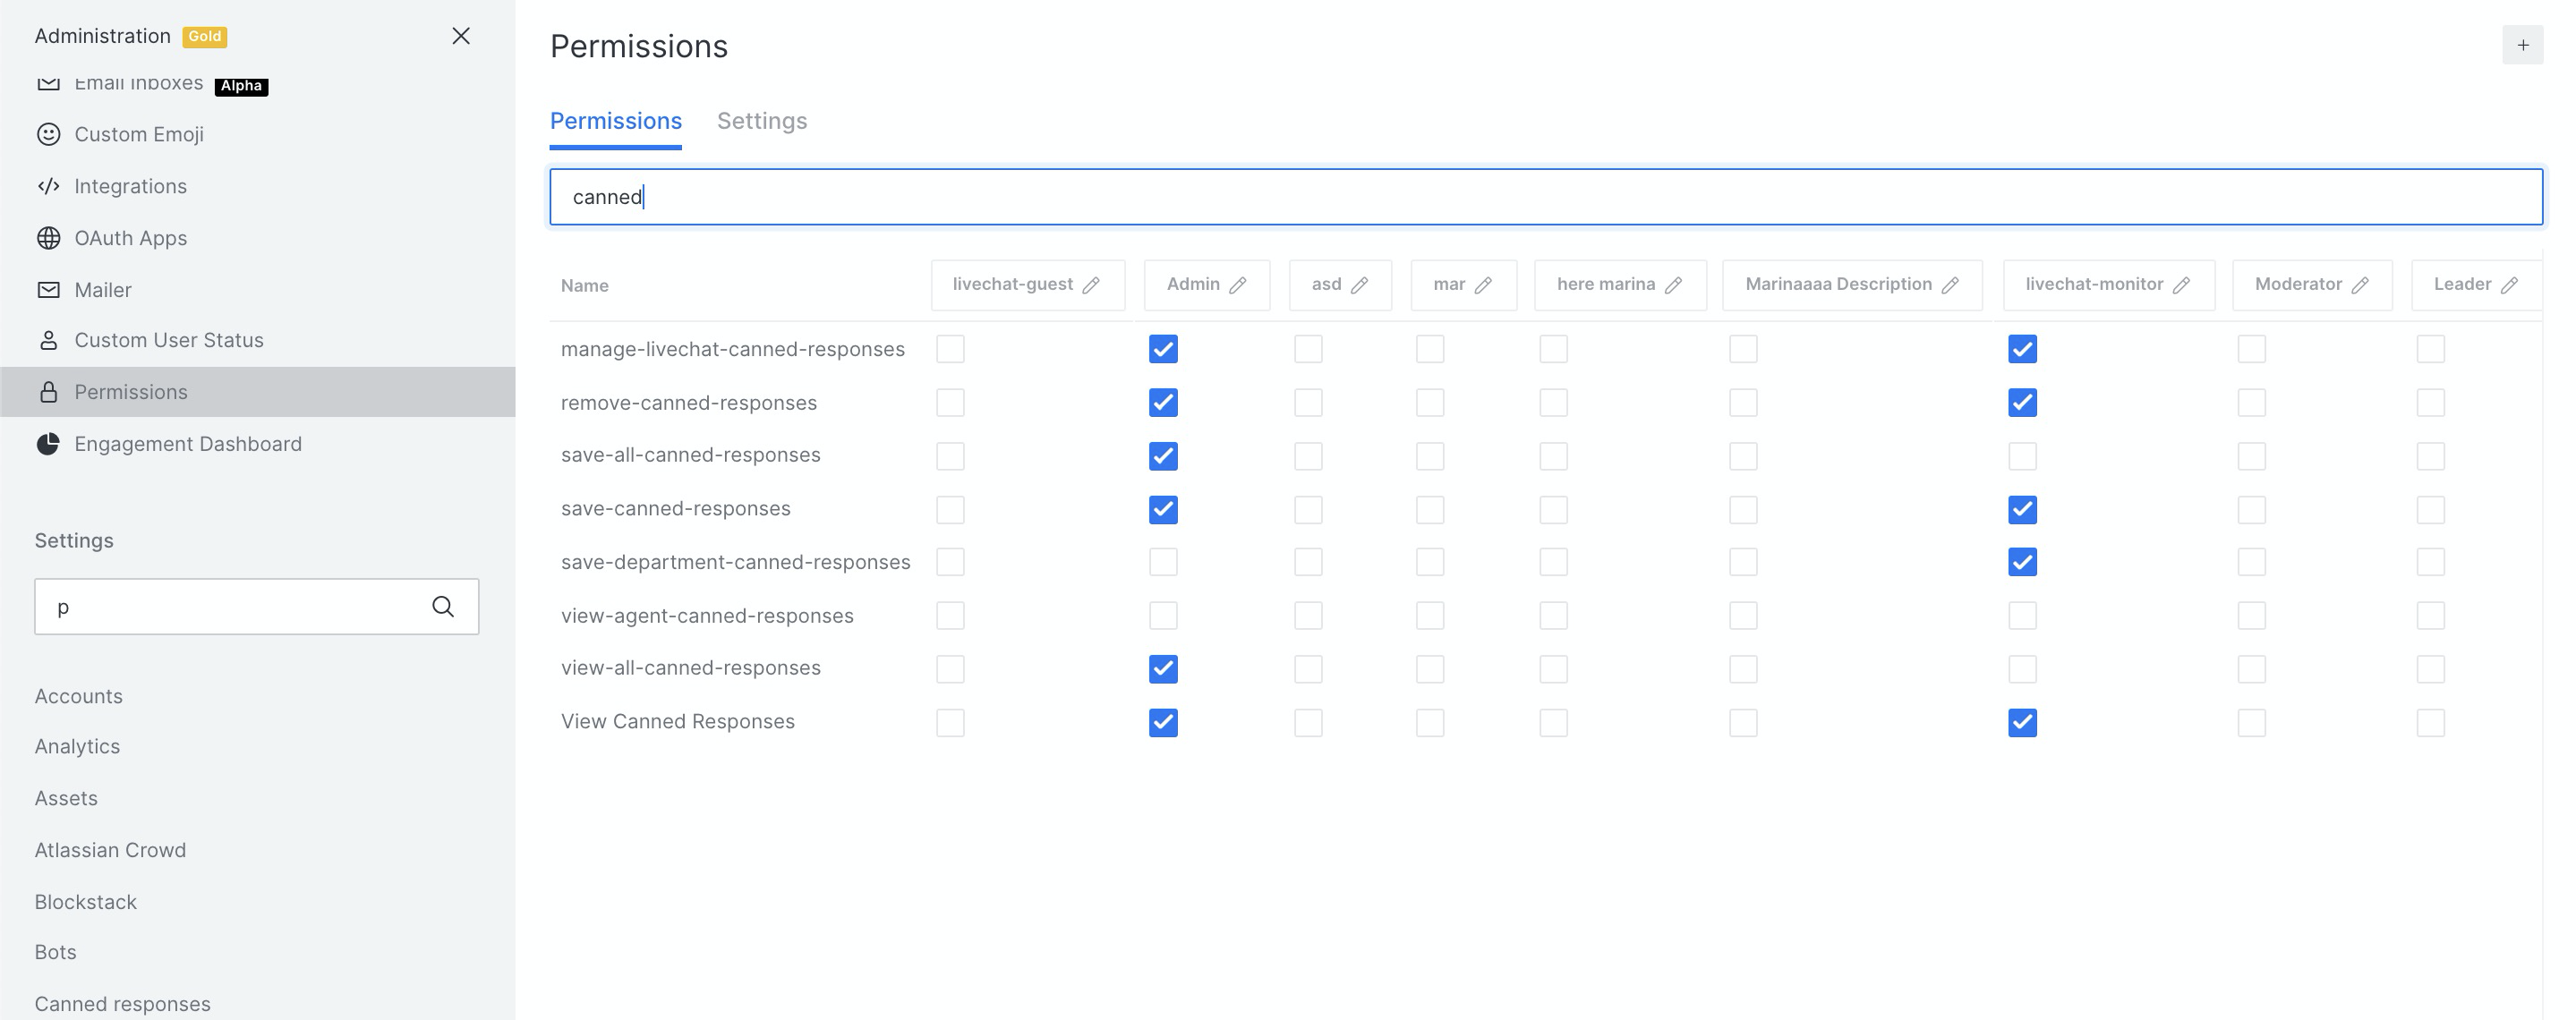 Administration Gold
Email Inboxes Alpha
Custom Emoji
Integrations
OAuth Apps
Mailer
Custom User Status
Permissions
Engagement Dashboard
Settings
p
Accounts
Analytics
Assets
Atlassian Crowd
Blockstack
Bots
Canned responses
Permissions
Permissions Settings
canned
Name livechat-guest Admin asd mar here marina Marinaaaa Description livechat-monitor Moderator Leader
manage-livechat-canned-responses
remove-canned-responses
save-all-canned-responses
save-canned-responses
save-department-canned-responses
view-agent-canned-responses
view-all-canned-responses
View Canned Responses